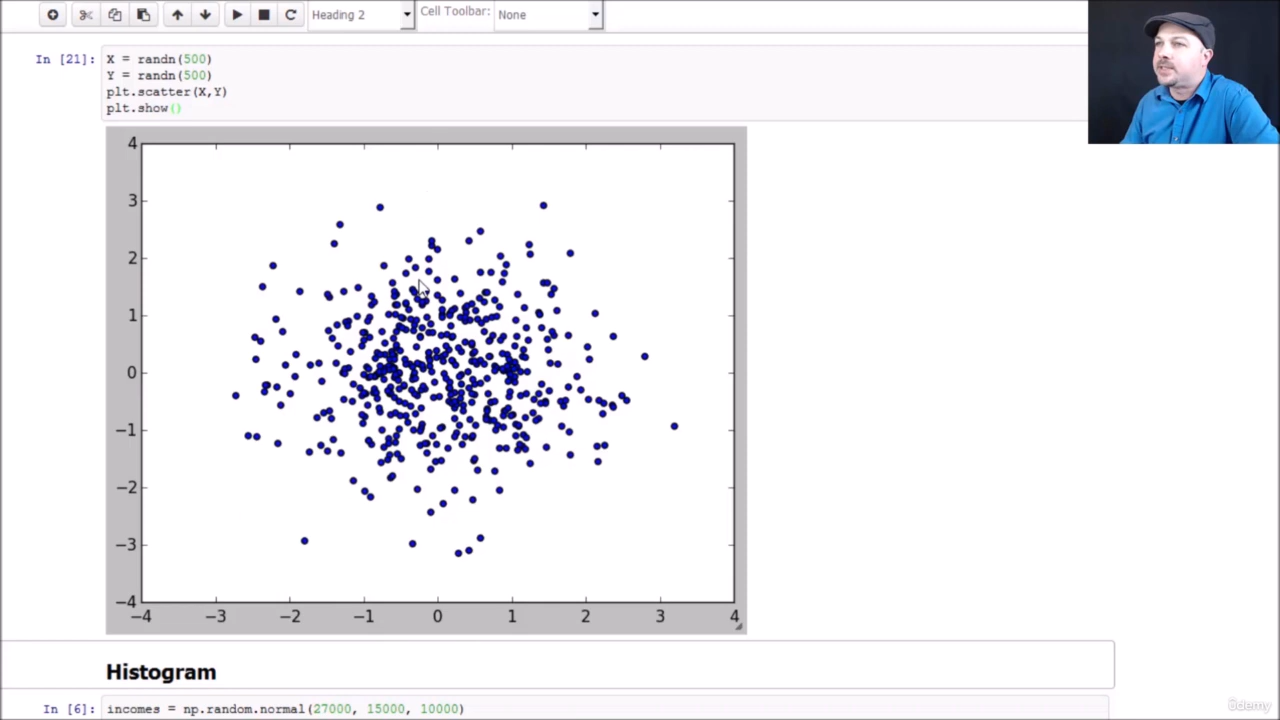 Heading 2
Cell Toolbar:
None
In [21]:
X = randn(500)
Y = randn(500)
plt.scatter(X,Y)
plt.show()
4
3
2
1
0
−1
−2
−3
−4
−4 −3 −2 −1 0 1 2 3 4
Histogram
In [6]:
incomes = np.random.normal(27000, 15000, 10000)
ûdemy